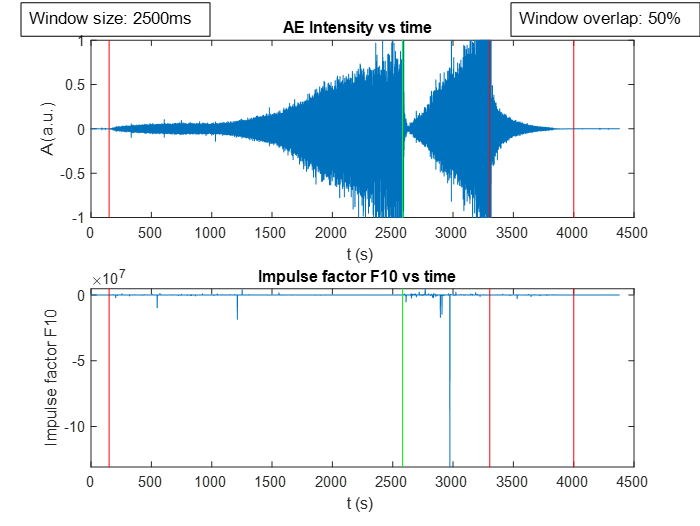 Window size: 2500ms
Window overlap: 50%
AE Intensity vs time
1
0.5
0
-0.5
-1
A(a.u.)
0 500 1000 1500 2000 2500 3000 3500 4000 4500
t (s)
Impulse factor F10 vs time
×10^7
0
-5
-10
Impulse factor F10
0 500 1000 1500 2000 2500 3000 3500 4000 4500
t (s)